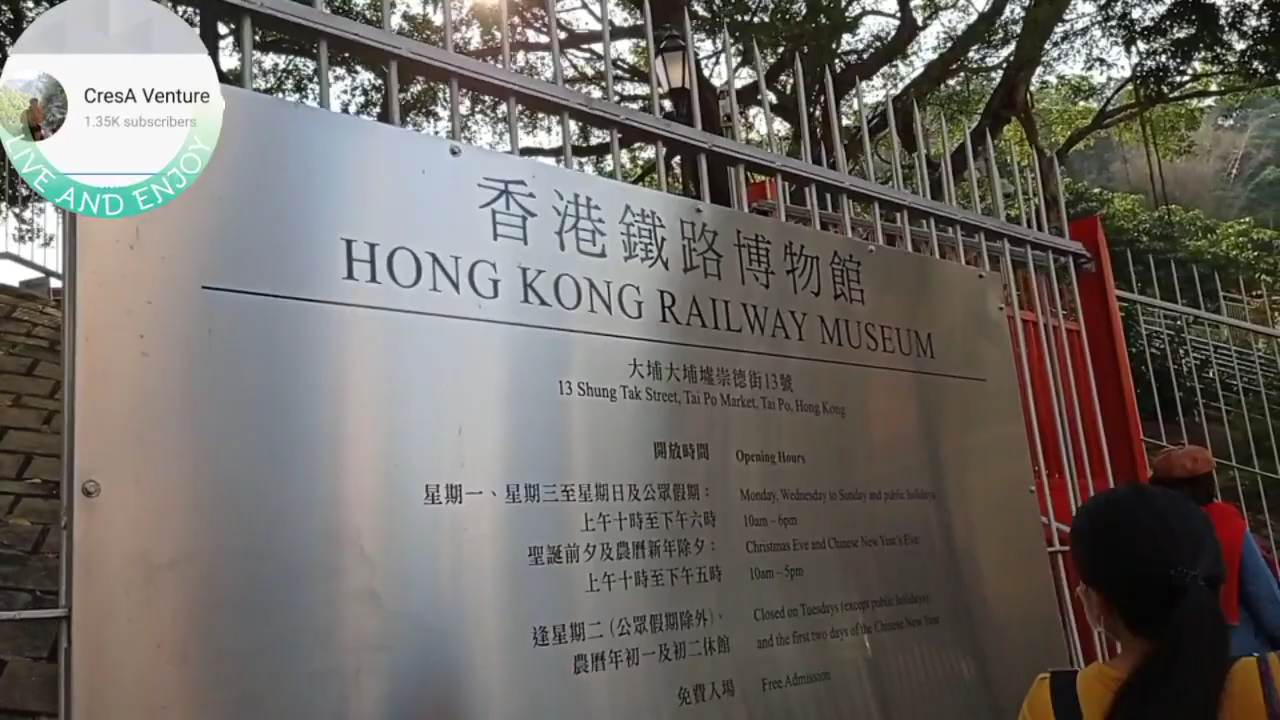 CresA Venture
1.35K subscribers
LIVE AND ENJOY
香港鐵路博物館
HONG KONG RAILWAY MUSEUM
大埔大埔墟崇德街13號
13 Shung Tak Street, Tai Po Market, Tai Po, Hong Kong
開放時間 Opening Hours
星期一、星期三至星期日及公眾假期： Monday, Wednesday to Sunday and public holidays
上午十時至下午六時 10am – 6pm
聖誕前夕及農曆新年除夕： Christmas Eve and Chinese New Year's Eve
上午十時至下午五時 10am – 5pm
逢星期二（公眾假期除外）、 Closed on Tuesdays (except public holidays)
農曆年初一及初二休館 and the first two days of the Chinese New Year
免費入場 Free Admission